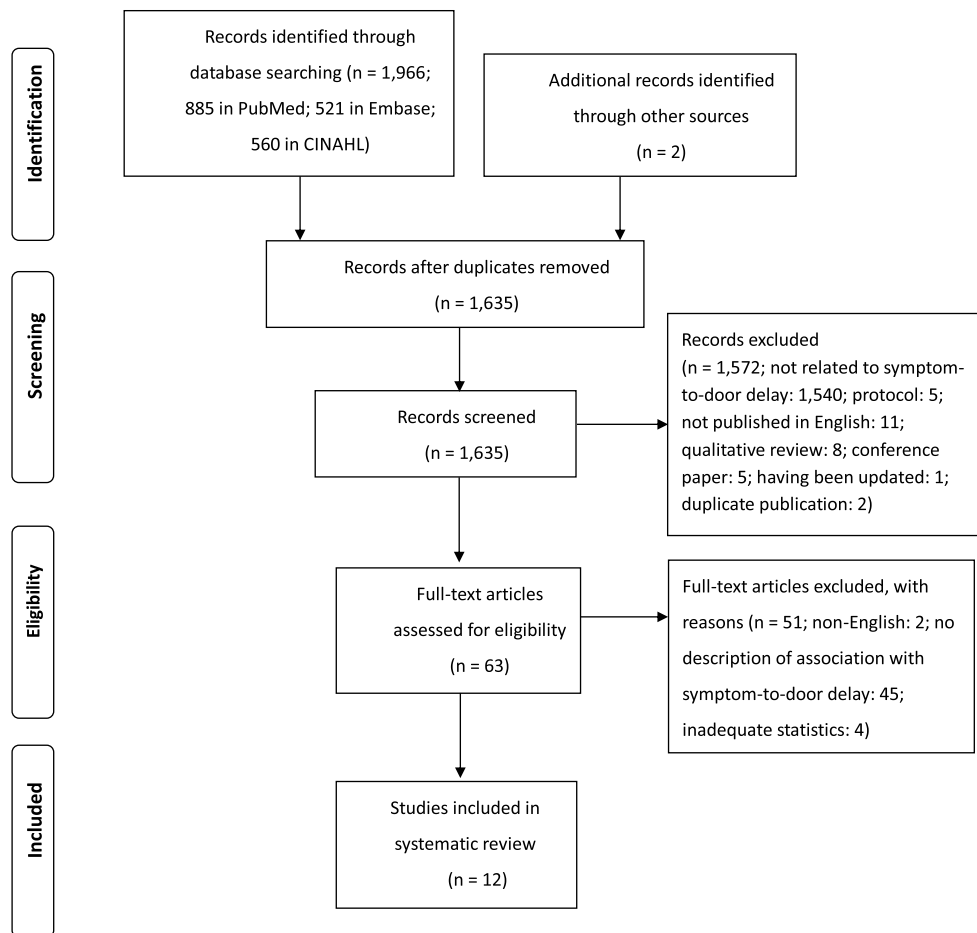 Identification
Records identified through
database searching (n = 1,966;
885 in PubMed; 521 in Embase;
560 in CINAHL)
Additional records identified
through other sources
(n = 2)
Screening
Records after duplicates removed
(n = 1,635)
Records screened
(n = 1,635)
Records excluded
(n = 1,572; not related to symptom-
to-door delay: 1,540; protocol: 5;
not published in English: 11;
qualitative review: 8; conference
paper: 5; having been updated: 1;
duplicate publication: 2)
Eligibility
Full-text articles
assessed for eligibility
(n = 63)
Full-text articles excluded, with
reasons (n = 51; non-English: 2; no
description of association with
symptom-to-door delay: 45;
inadequate statistics: 4)
Included
Studies included in
systematic review
(n = 12)